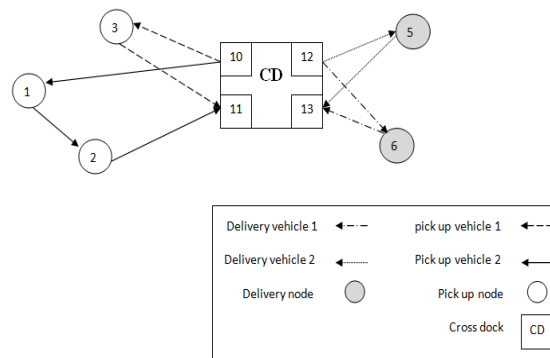 3
10
12
5
CD
1
11
13
2
6
Delivery vehicle 1
pick up vehicle 1
Delivery vehicle 2
Pick up vehicle 2
Delivery node
Pick up node
Cross dock
CD